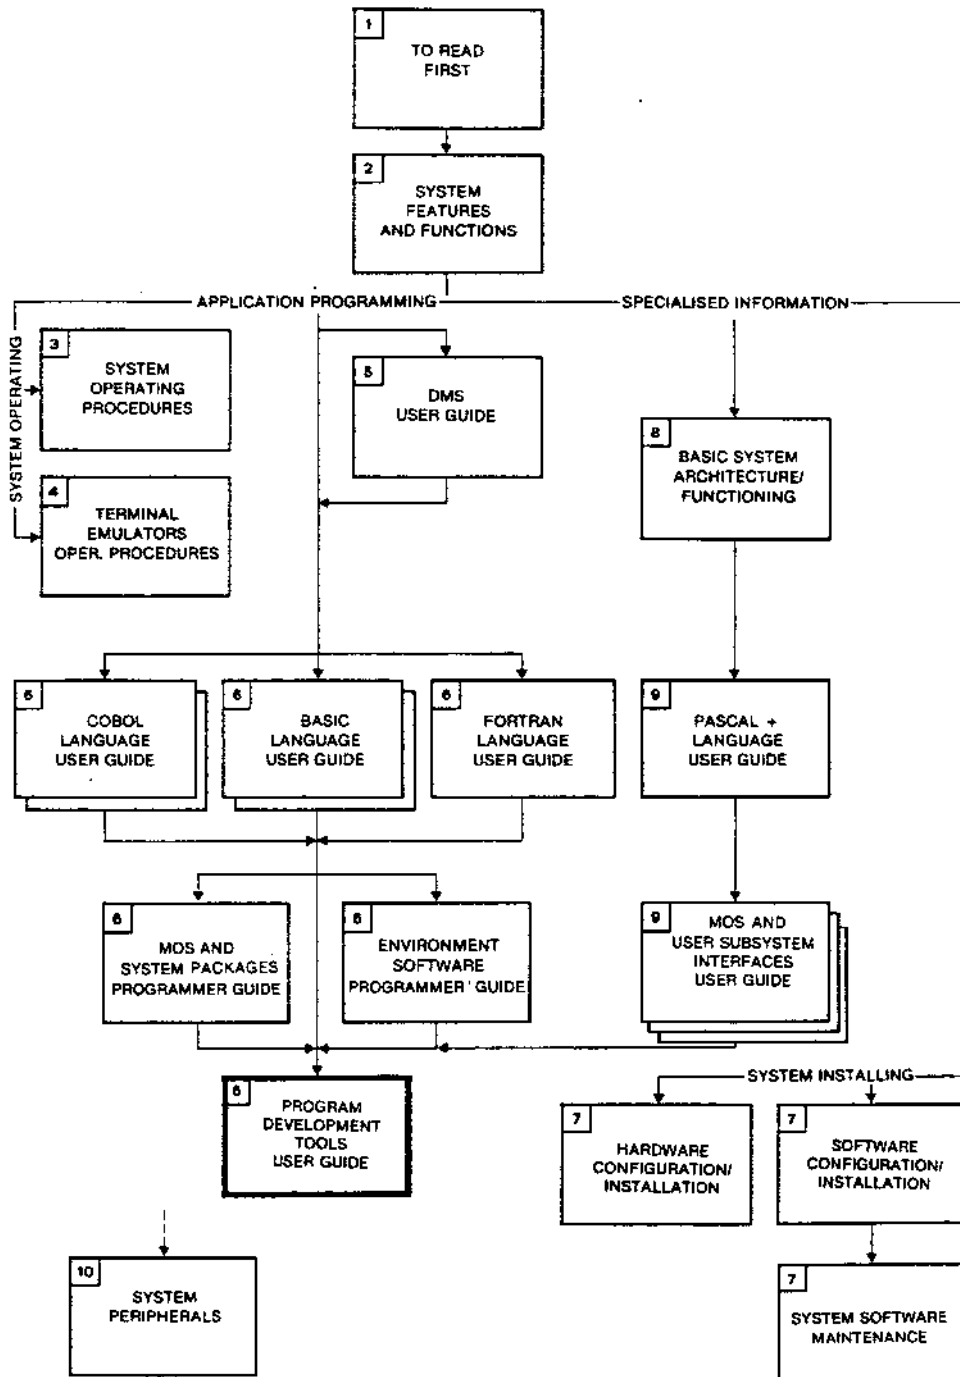 1
TO READ
FIRST
2
SYSTEM
FEATURES
AND FUNCTIONS
APPLICATION PROGRAMMING
SPECIALISED INFORMATION
SYSTEM OPERATING
3
SYSTEM
OPERATING
PROCEDURES
5
DMS
USER GUIDE
8
BASIC SYSTEM
ARCHITECTURE/
FUNCTIONING
4
TERMINAL
EMULATORS
OPER. PROCEDURES
6
COBOL
LANGUAGE
USER GUIDE
6
BASIC
LANGUAGE
USER GUIDE
6
FORTRAN
LANGUAGE
USER GUIDE
9
PASCAL +
LANGUAGE
USER GUIDE
6
MOS AND
SYSTEM PACKAGES
PROGRAMMER GUIDE
6
ENVIRONMENT
SOFTWARE
PROGRAMMER' GUIDE
9
MOS AND
USER SUBSYSTEM
INTERFACES
USER GUIDE
SYSTEM INSTALLING
6
PROGRAM
DEVELOPMENT
TOOLS
USER GUIDE
7
HARDWARE
CONFIGURATION/
INSTALLATION
7
SOFTWARE
CONFIGURATION/
INSTALLATION
10
SYSTEM
PERIPHERALS
7
SYSTEM SOFTWARE
MAINTENANCE